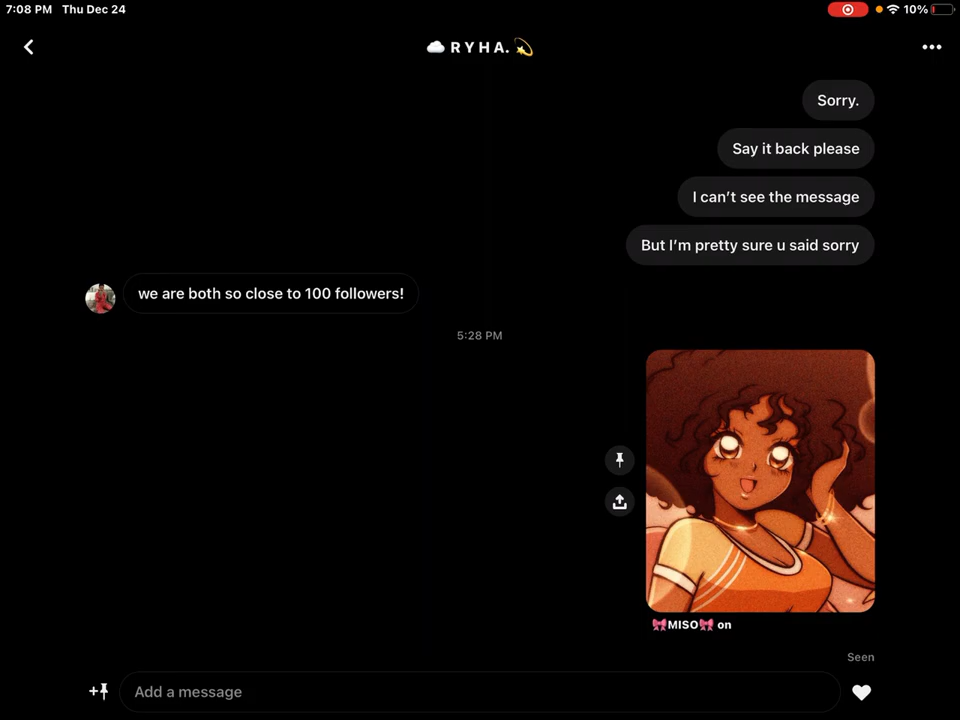 7:08 PM Thu Dec 24
10%
☁️ R Y H A. 💫
Sorry.
Say it back please
I can’t see the message
But I’m pretty sure u said sorry
we are both so close to 100 followers!
5:28 PM
🎀MISO🎀 on
Seen
Add a message